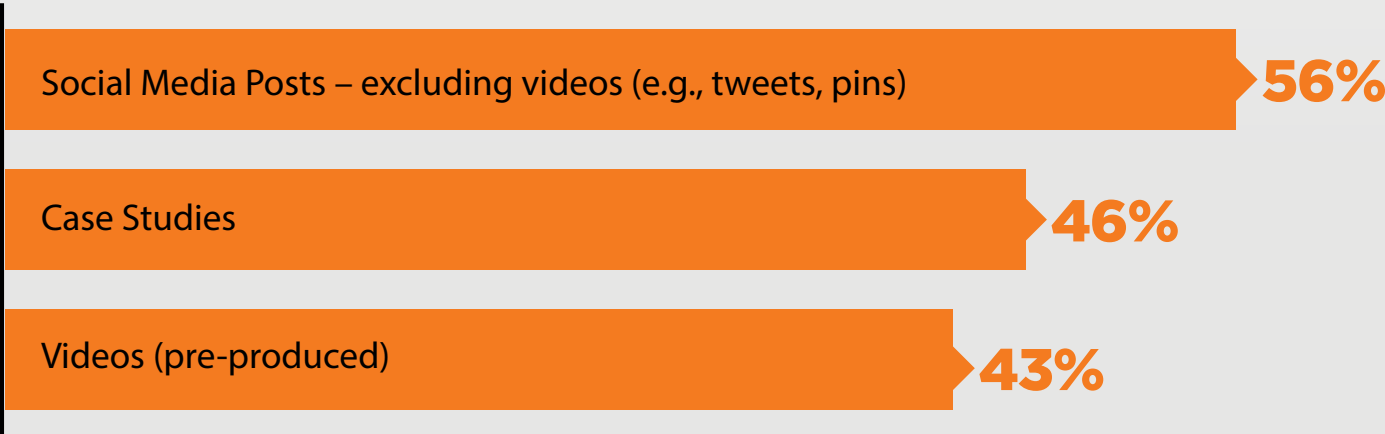 Social Media Posts – excluding videos (e.g., tweets, pins) 56%
Case Studies 46%
Videos (pre-produced) 43%